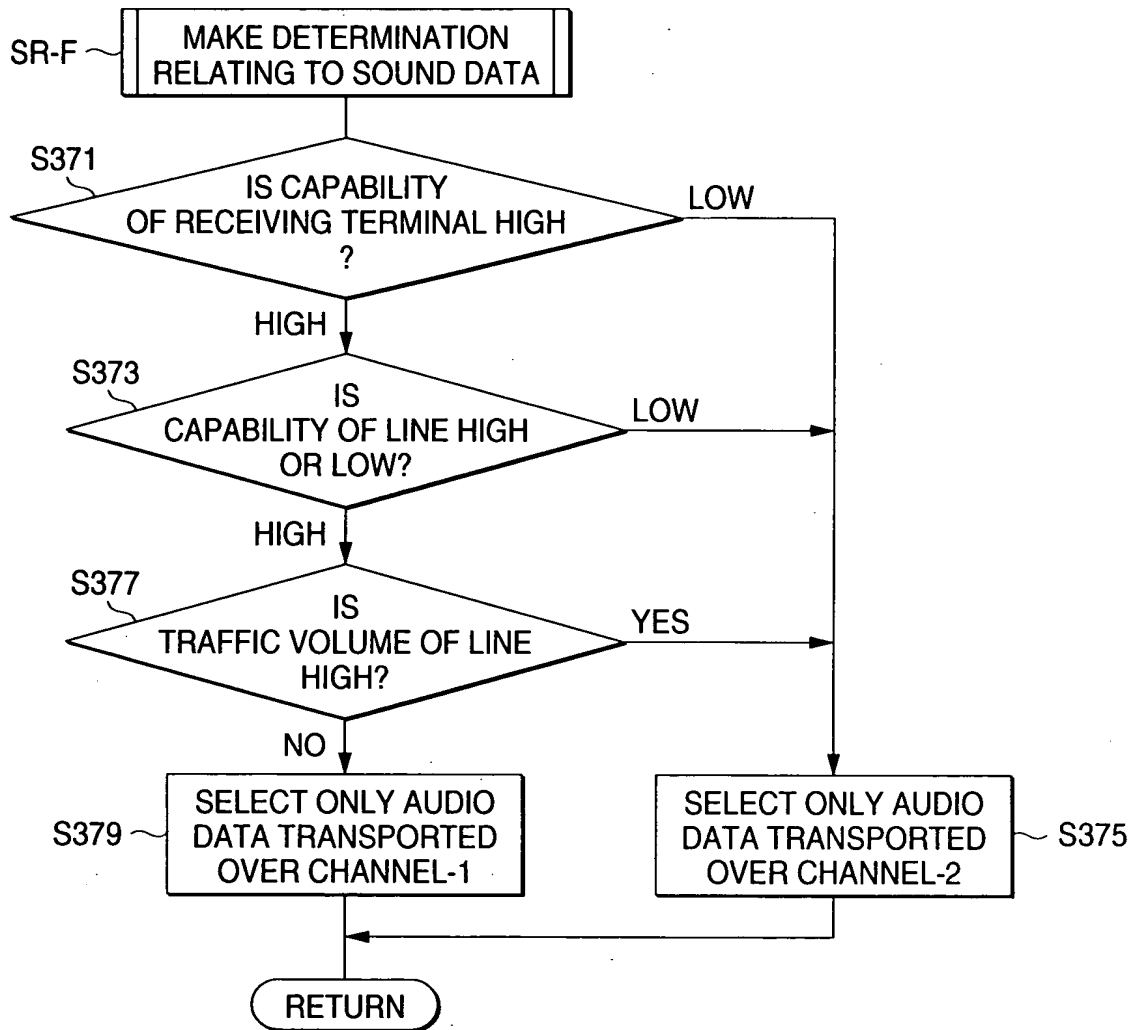 SR-F
MAKE DETERMINATION
RELATING TO SOUND DATA
S371
IS CAPABILITY
OF RECEIVING TERMINAL HIGH
?
LOW
HIGH
S373
IS
CAPABILITY OF LINE HIGH
OR LOW?
LOW
HIGH
S377
IS
TRAFFIC VOLUME OF LINE
HIGH?
YES
NO
S379
SELECT ONLY AUDIO
DATA TRANSPORTED
OVER CHANNEL-1
SELECT ONLY AUDIO
DATA TRANSPORTED
OVER CHANNEL-2
S375
RETURN